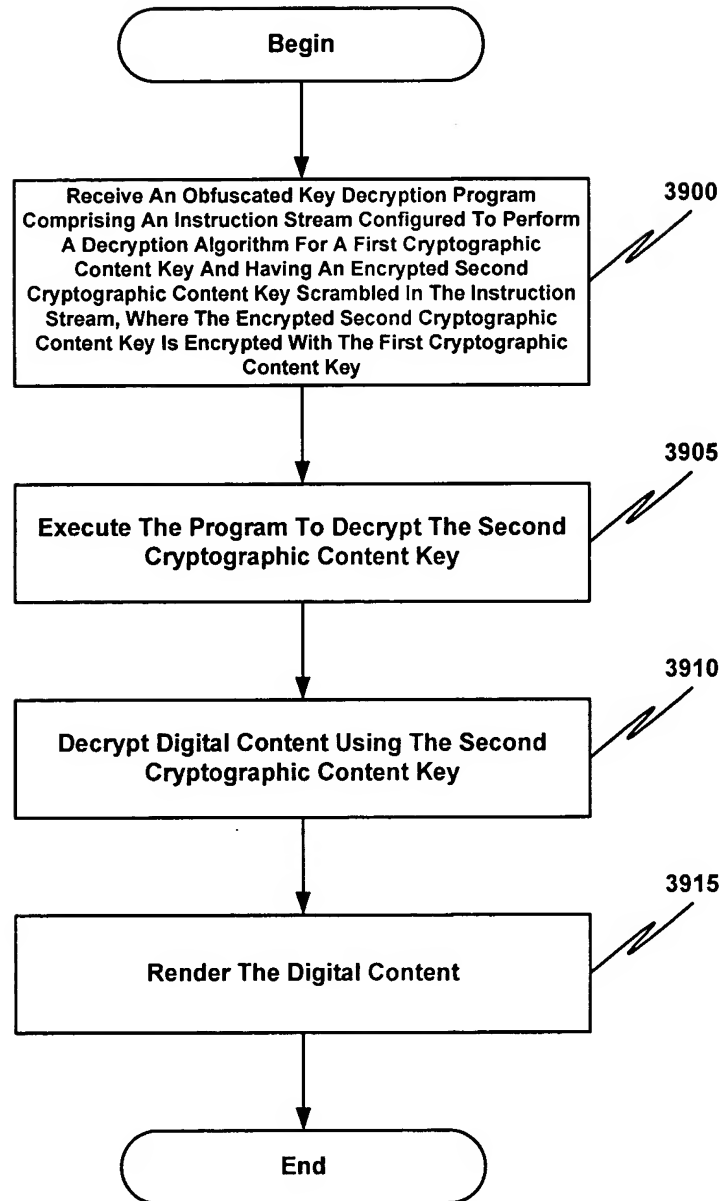 Begin
Receive An Obfuscated Key Decryption Program
Comprising An Instruction Stream Configured To Perform
A Decryption Algorithm For A First Cryptographic
Content Key And Having An Encrypted Second
Cryptographic Content Key Scrambled In The Instruction
Stream, Where The Encrypted Second Cryptographic
Content Key Is Encrypted With The First Cryptographic
Content Key
3900
Execute The Program To Decrypt The Second
Cryptographic Content Key
3905
Decrypt Digital Content Using The Second
Cryptographic Content Key
3910
Render The Digital Content
3915
End